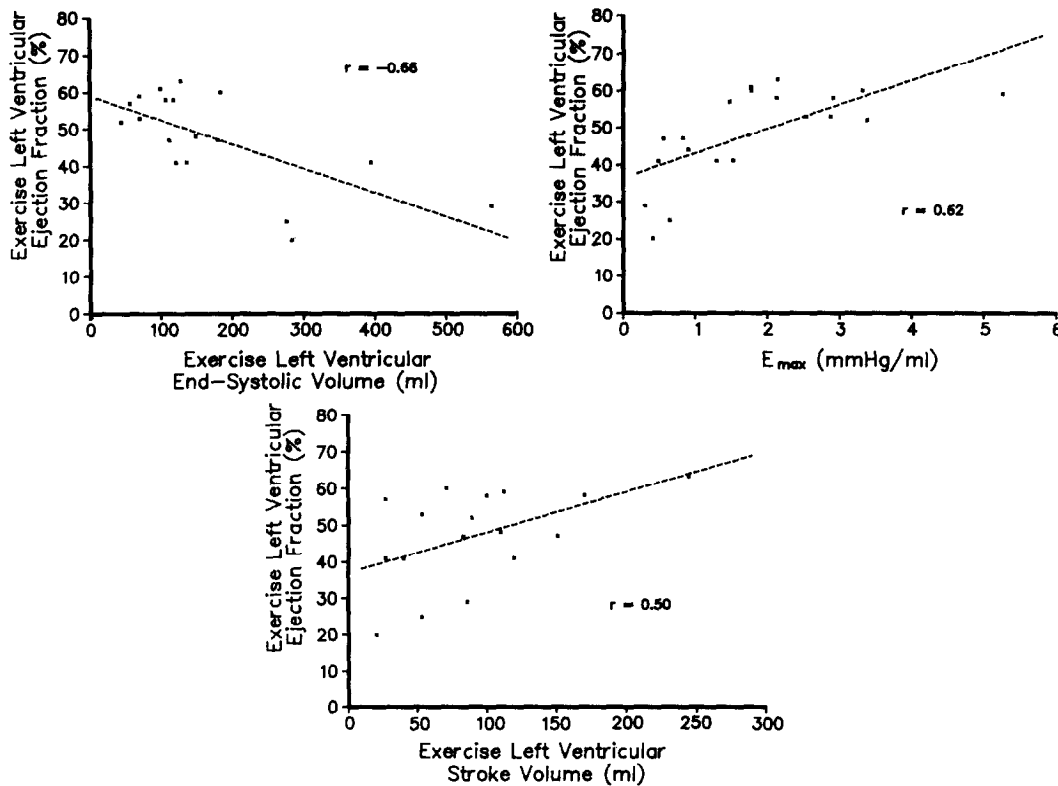 Exercise Left Ventricular
Ejection Fraction (%)
80
70
60
50
40
30
20
10
0
r = -0.66
0 100 200 300 400 500 600
Exercise Left Ventricular
End-Systolic Volume (ml)
Exercise Left Ventricular
Ejection Fraction (%)
80
70
60
50
40
30
20
10
0
r = 0.62
0 1 2 3 4 5 6
Emax (mmHg/ml)
Exercise Left Ventricular
Ejection Fraction (%)
80
70
60
50
40
30
20
10
0
r = 0.50
0 50 100 150 200 250 300
Exercise Left Ventricular
Stroke Volume (ml)